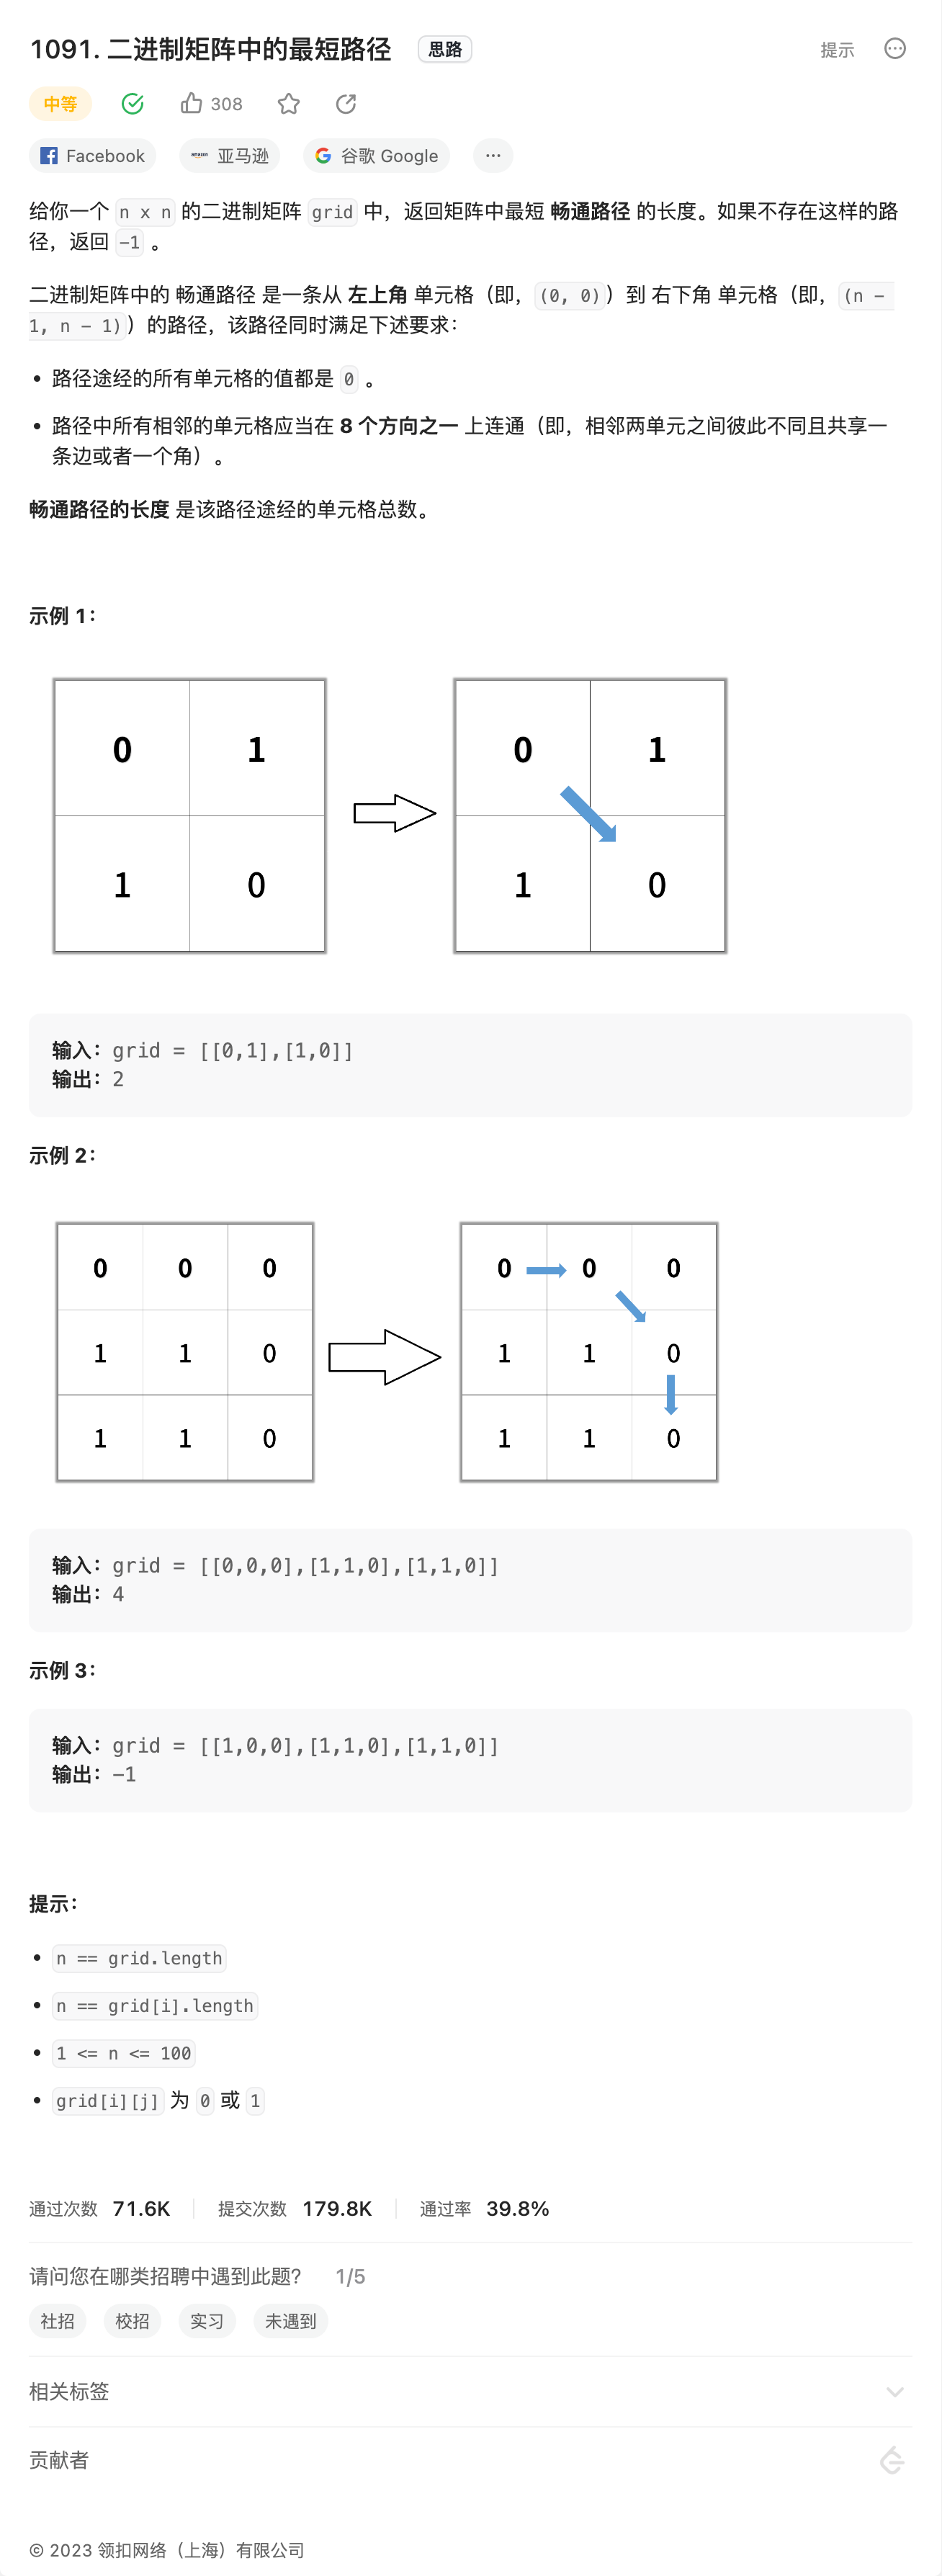 1091. 二进制矩阵中的最短路径 思路 提示
中等 308
Facebook amazon 亚马逊 谷歌 Google ···
给你一个 n x n 的二进制矩阵 grid 中，返回矩阵中最短 畅通路径 的长度。如果不存在这样的路
径，返回 -1 。
二进制矩阵中的 畅通路径 是一条从 左上角 单元格（即，(0, 0)）到 右下角 单元格（即，(n -
1, n - 1)）的路径，该路径同时满足下述要求：
• 路径途经的所有单元格的值都是 0 。
• 路径中所有相邻的单元格应当在 8 个方向之一 上连通（即，相邻两单元之间彼此不同且共享一
条边或者一个角）。
畅通路径的长度 是该路径途经的单元格总数。
示例 1：
0 1 0 1
1 0 1 0
输入：grid = [[0,1],[1,0]]
输出：2
示例 2：
0 0 0 0 0 0
1 1 0 1 1 0
1 1 0 1 1 0
输入：grid = [[0,0,0],[1,1,0],[1,1,0]]
输出：4
示例 3：
输入：grid = [[1,0,0],[1,1,0],[1,1,0]]
输出：-1
提示：
• n == grid.length
• n == grid[i].length
• 1 <= n <= 100
• grid[i][j] 为 0 或 1
通过次数 71.6K 提交次数 179.8K 通过率 39.8%
请问您在哪类招聘中遇到此题? 1/5
社招 校招 实习 未遇到
相关标签
贡献者
© 2023 领扣网络（上海）有限公司